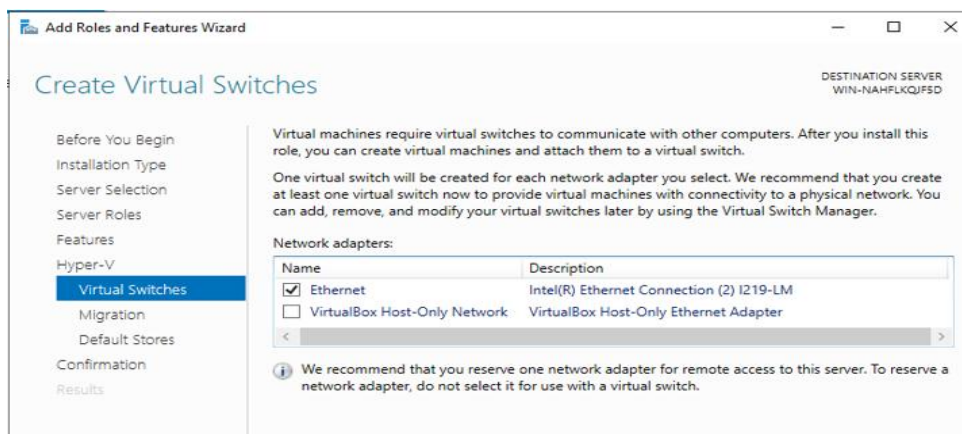 Add Roles and Features Wizard
Create Virtual Switches
DESTINATION SERVER
WIN-NAHFLKQJF5D
Before You Begin
Installation Type
Server Selection
Server Roles
Features
Hyper-V
Virtual Switches
Migration
Default Stores
Confirmation
Results
Virtual machines require virtual switches to communicate with other computers. After you install this
role, you can create virtual machines and attach them to a virtual switch.
One virtual switch will be created for each network adapter you select. We recommend that you create
at least one virtual switch now to provide virtual machines with connectivity to a physical network. You
can add, remove, and modify your virtual switches later by using the Virtual Switch Manager.
Network adapters:
Name Description
Ethernet Intel(R) Ethernet Connection (2) I219-LM
VirtualBox Host-Only Network VirtualBox Host-Only Ethernet Adapter
We recommend that you reserve one network adapter for remote access to this server. To reserve a
network adapter, do not select it for use with a virtual switch.